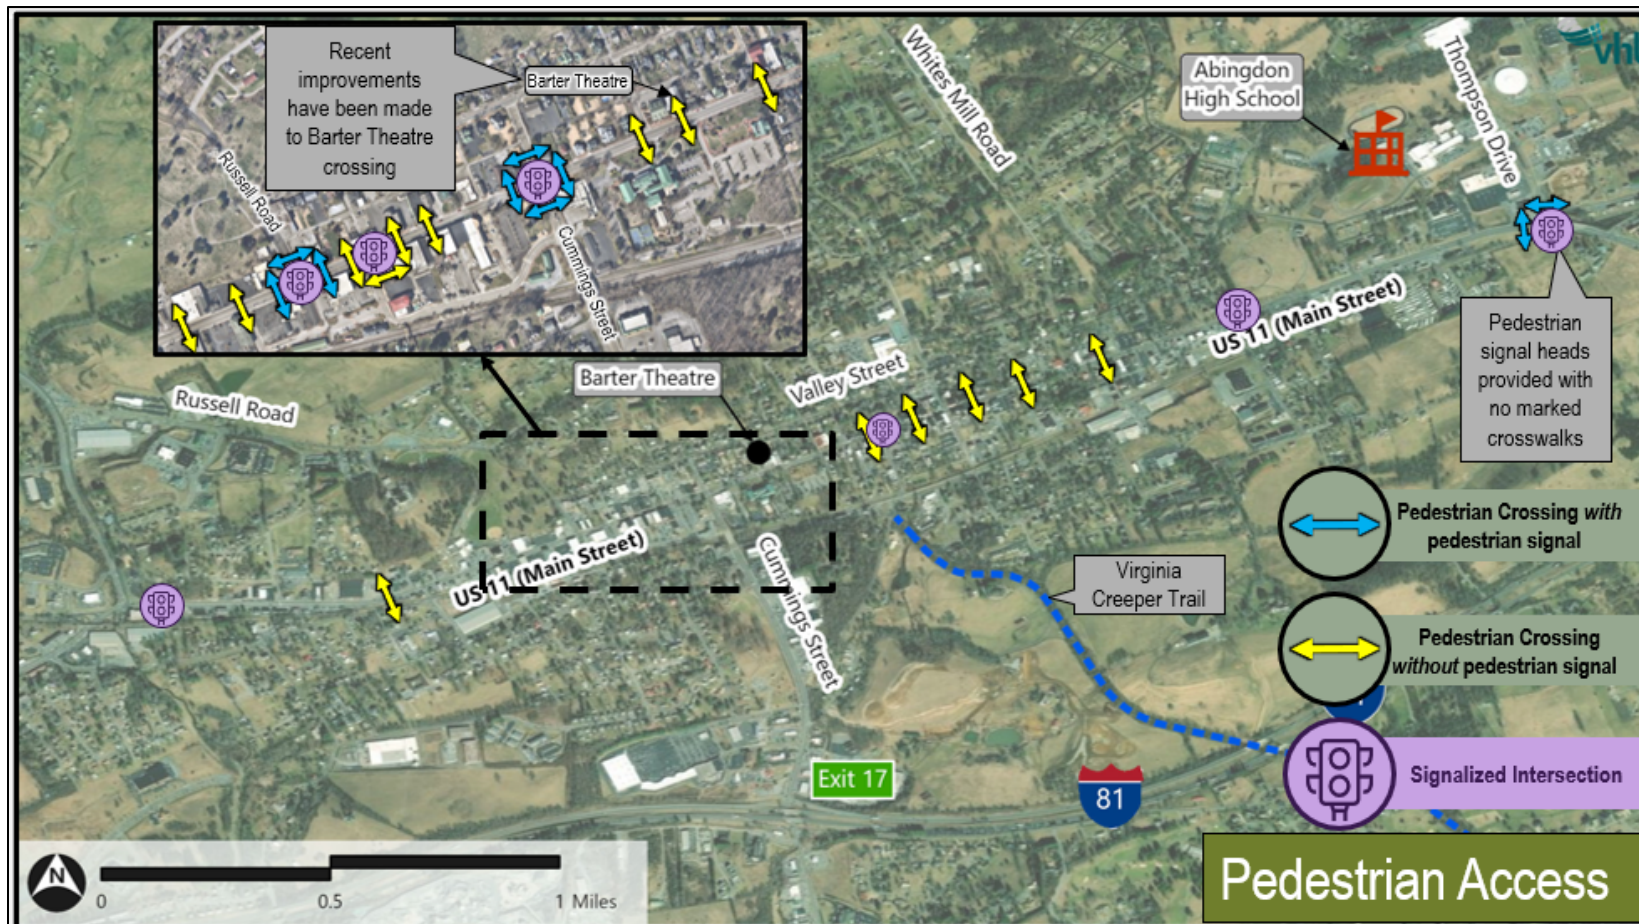 Recent
improvements
have been made
to Barter Theatre
crossing
Barter Theatre
Russell Road
Cummings Street
Whites Mill Road
Abingdon
High School
Thompson Drive
vhb
Pedestrian
signal heads
provided with
no marked
crosswalks
US 11 (Main Street)
Valley Street
Barter Theatre
Russell Road
US 11 (Main Street)
Cummings Street
Virginia
Creeper Trail
Pedestrian Crossing with
pedestrian signal
Pedestrian Crossing
without pedestrian signal
Signalized Intersection
Exit 17
81
N
0
0.5
1 Miles
Pedestrian Access